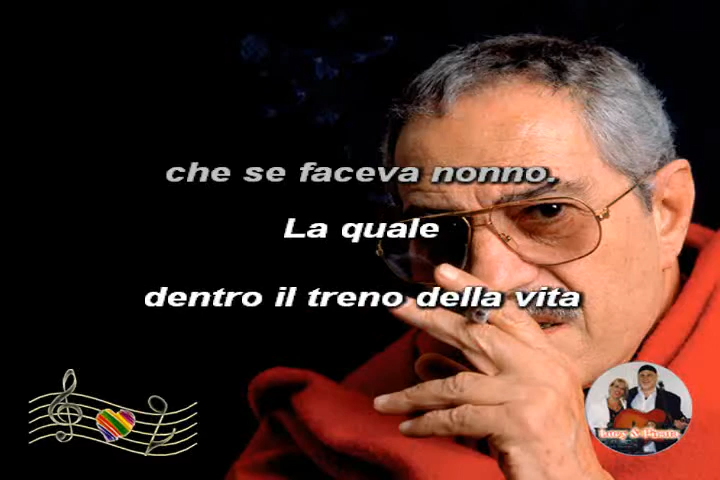 che se faceva nonno.
La quale
dentro il treno della vita